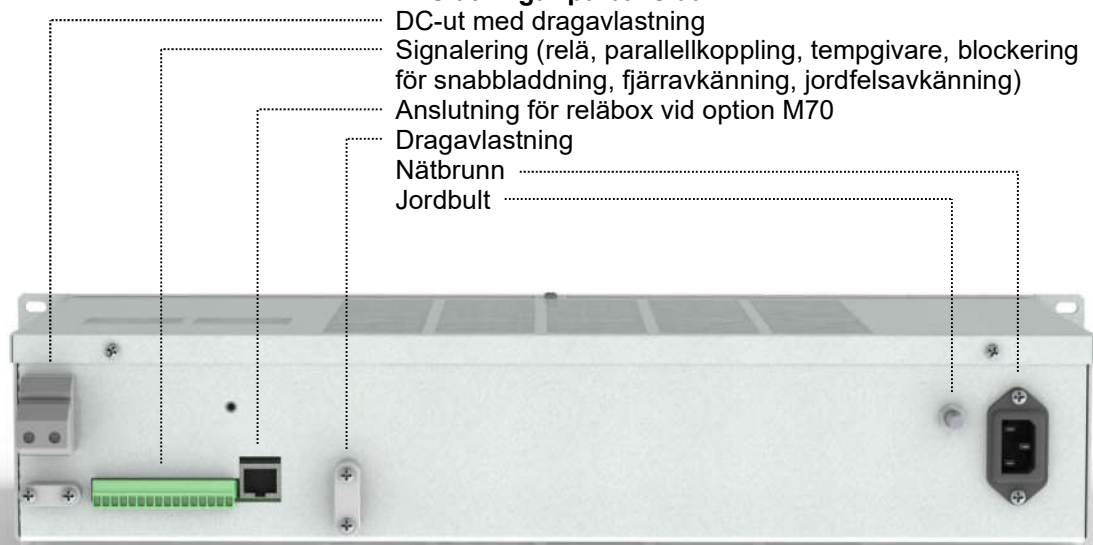 DC-ut med dragavlastning
Signalering (relä, parallellkoppling, tempgivare, blockering
för snabbladdning, fjärravkänning, jordfelsavkänning)
Anslutning för reläbox vid option M70
Dragavlastning
Nätbrunn
Jordbult